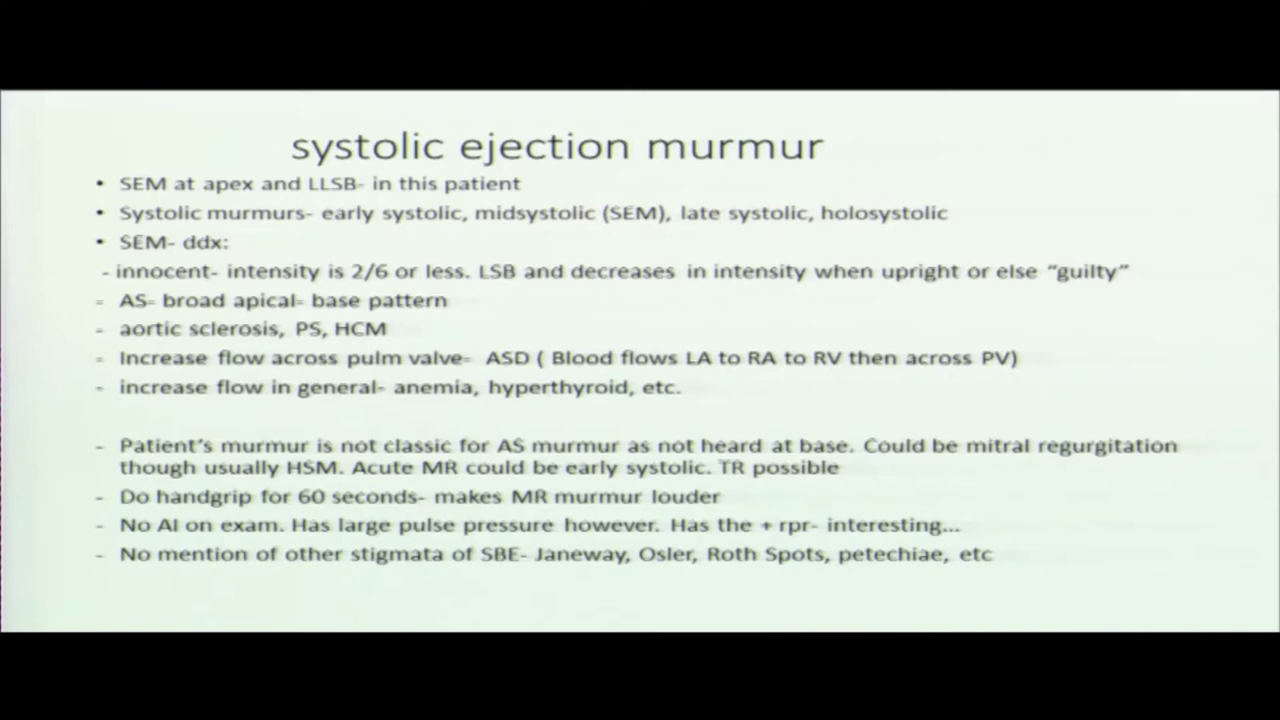 systolic ejection murmur
• SEM at apex and LLSB- in this patient
• Systolic murmurs- early systolic, midsystolic (SEM), late systolic, holosystolic
• SEM- ddx:
- innocent- intensity is 2/6 or less. LSB and decreases in intensity when upright or else “guilty”
- AS- broad apical- base pattern
- aortic sclerosis, PS, HCM
- Increase flow across pulm valve- ASD ( Blood flows LA to RA to RV then across PV)
- increase flow in general- anemia, hyperthyroid, etc.
- Patient’s murmur is not classic for AS murmur as not heard at base. Could be mitral regurgitation
though usually HSM. Acute MR could be early systolic. TR possible
- Do handgrip for 60 seconds- makes MR murmur louder
- No AI on exam. Has large pulse pressure however. Has the + rpr- interesting...
- No mention of other stigmata of SBE- Janeway, Osler, Roth Spots, petechiae, etc